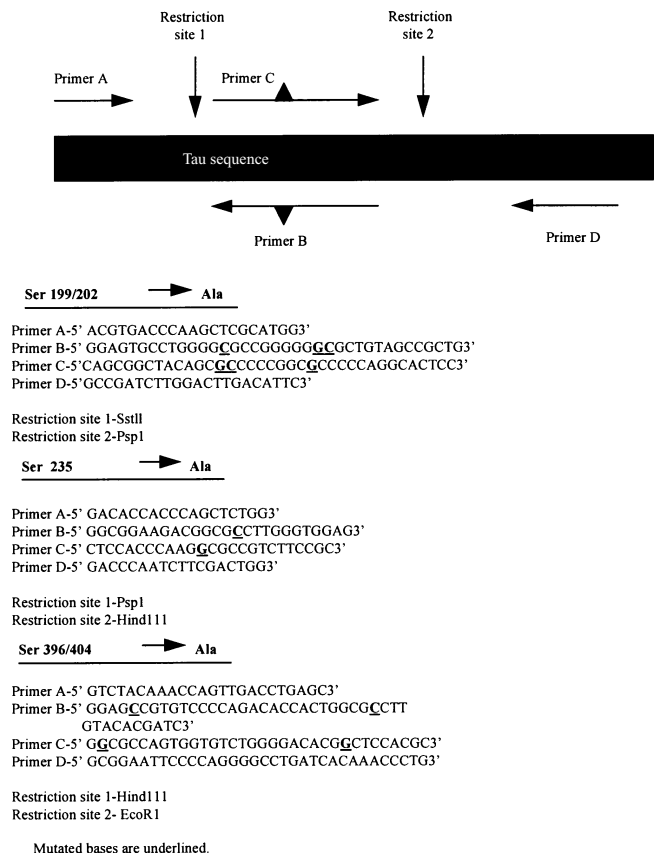 Restriction site 1
Restriction site 2
Primer A
Primer C
Tau sequence
Primer B
Primer D
Ser 199/202 Ala
Primer A-5' ACGTGACCCAAGCTCGCATGG3'
Primer B-5' GGAGTGCCTGGGGCGCCGGGGGGCGCTGTAGCCGCTG3'
Primer C-5'CAGCGGCTACAGCGCCCCCCGGCGCCCCCAGGCACTCC3'
Primer D-5'GCCGATCTTGGACTTGACATTC3'
Restriction site 1-SstII
Restriction site 2-Psp1
Ser 235 Ala
Primer A-5' GACACCACCCAGCTCTGG3'
Primer B-5' GGCGGAAGACGGCGCCTTGGGTGGAG3'
Primer C-5' CTCCACCCAAGGCGCCGTCTTCCGC3'
Primer D-5' GACCCAATCTTCGACTGG3'
Restriction site 1-Psp1
Restriction site 2-Hind111
Ser 396/404 Ala
Primer A-5' GTCTACAAACCAGTTGACCTGAGC3'
Primer B-5' GGAGCCGTGTCCCCAGACACCACTGGCGCCTT
GTACACGATC3'
Primer C-5' GGCGCCAGTGGTGTCTGGGGACACGGCTCCACGC3'
Primer D-5' GCGGAATTCCCCAGGGGCCTGATCACAAACCCTG3'
Restriction site 1-Hind111
Restriction site 2- EcoR1
Mutated bases are underlined.